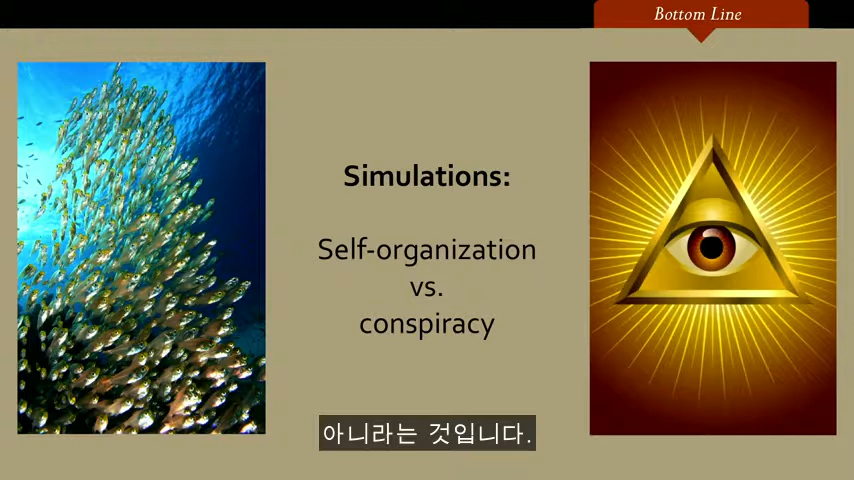 Bottom Line
Simulations:
Self-organization
vs.
conspiracy
아니라는 것입니다.